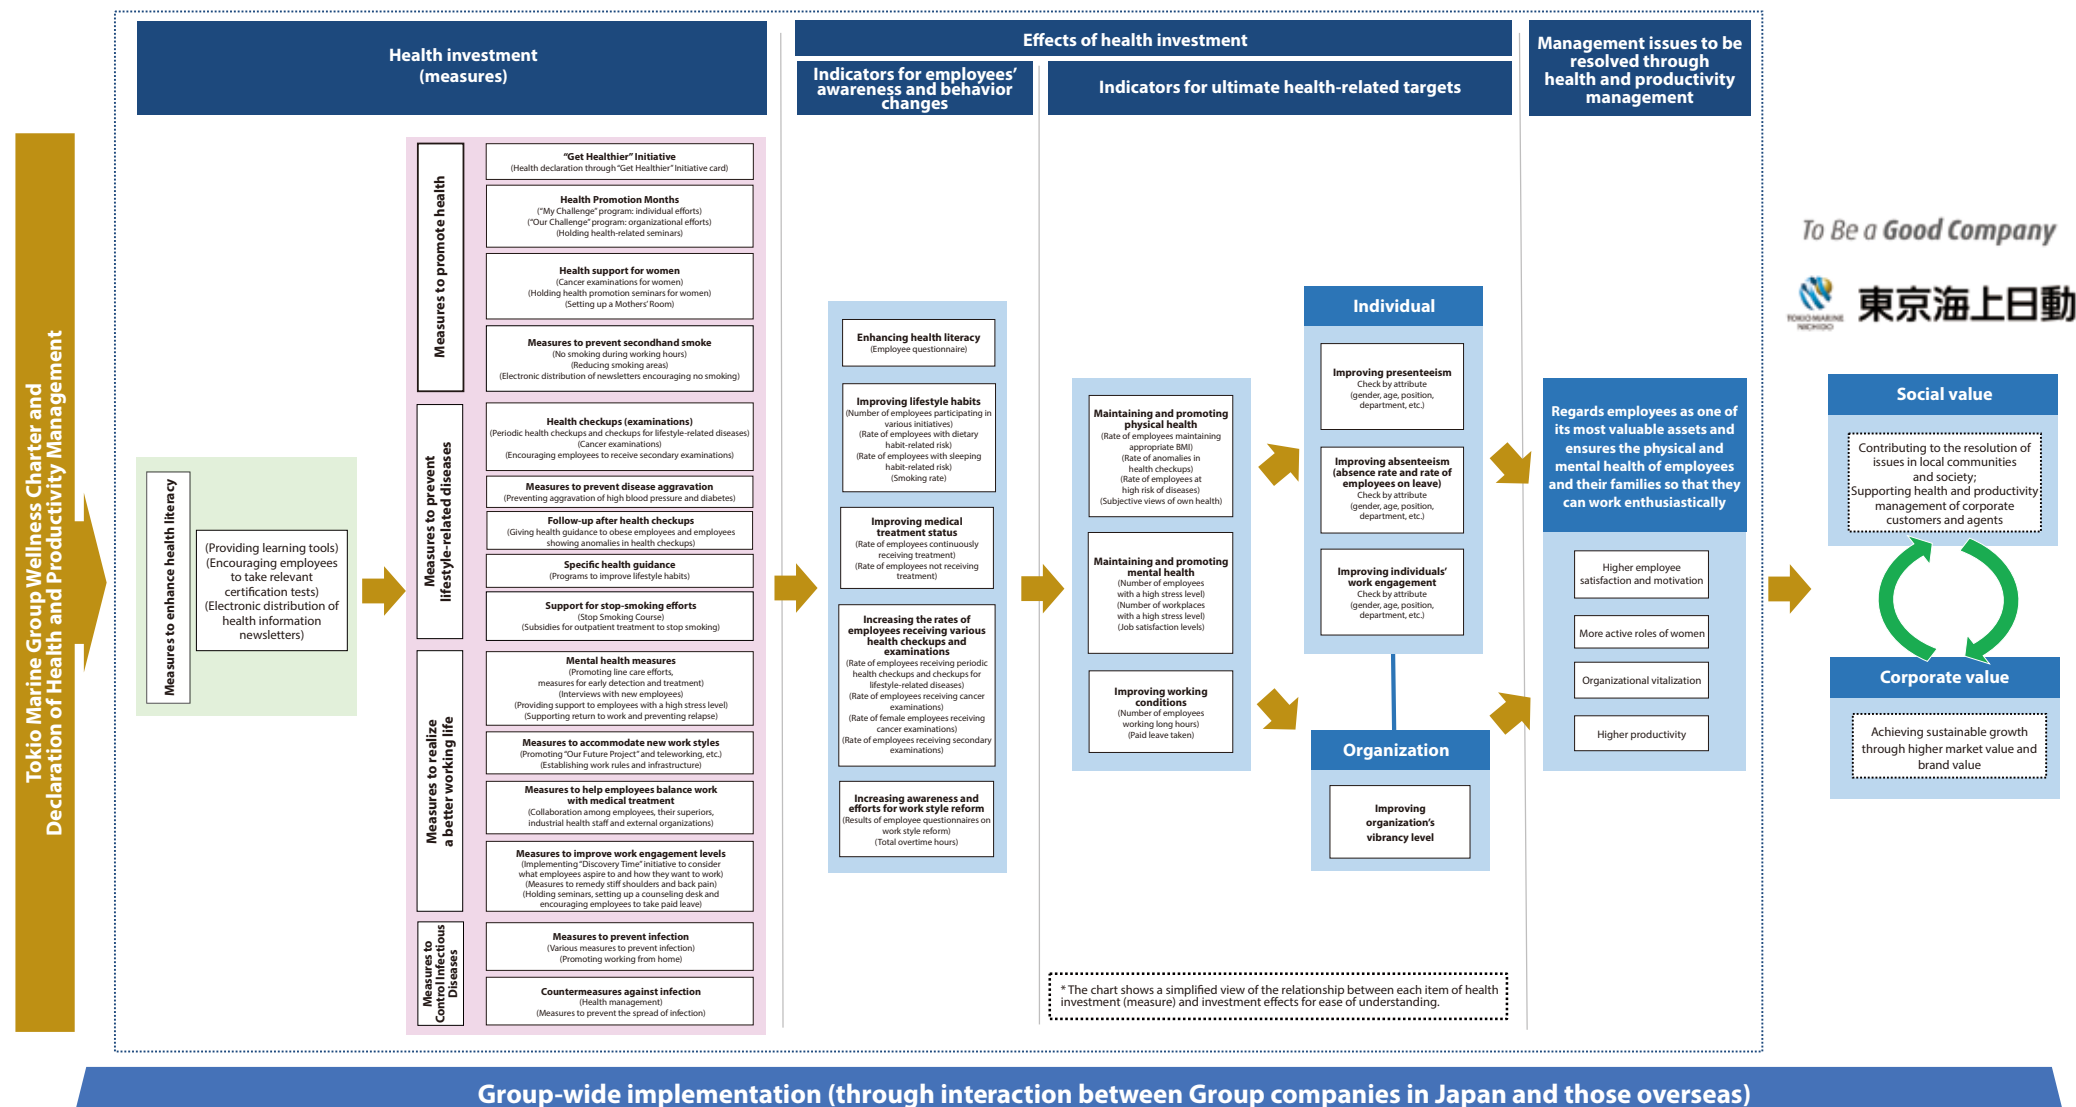 Tokio Marine Group Wellness Charter and
Declaration of Health and Productivity Management
Health investment
(measures)
Measures to enhance health literacy
(Providing learning tools)
(Encouraging employees
to take relevant
certification tests)
(Electronic distribution of
health information
newsletters)
Measures to promote health
"Get Healthier" Initiative
(Health declaration through "Get Healthier" Initiative card)
Health Promotion Months
("My Challenge" program: individual efforts)
("Our Challenge" program: organizational efforts)
(Holding health-related seminars)
Health support for women
(Cancer examinations for women)
(Holding health promotion seminars for women)
(Setting up a Mothers' Room)
Measures to prevent secondhand smoke
(No smoking during working hours)
(Reducing smoking areas)
(Electronic distribution of newsletters encouraging no smoking)
Measures to prevent
lifestyle-related diseases
Health checkups (examinations)
(Periodic health checkups and checkups for lifestyle-related diseases)
(Cancer examinations)
(Encouraging employees to receive secondary examinations)
Measures to prevent disease aggravation
(Preventing aggravation of high blood pressure and diabetes)
Follow-up after health checkups
(Giving health guidance to obese employees and employees
showing anomalies in health checkups)
Specific health guidance
(Programs to improve lifestyle habits)
Support for stop-smoking efforts
(Stop Smoking Course)
(Subsidies for outpatient treatment to stop smoking)
Measures to realize
a better working life
Mental health measures
(Promoting line care efforts,
measures for early detection and treatment)
(Interviews with new employees)
(Providing support to employees with a high stress level)
(Supporting return to work and preventing relapse)
Measures to accommodate new work styles
(Promoting "Our Future Project" and teleworking, etc.)
(Establishing work rules and infrastructure)
Measures to help employees balance work
with medical treatment
(Collaboration among employees, their superiors,
industrial health staff and external organizations)
Measures to improve work engagement levels
(Implementing "Discovery Time" initiative to consider
what employees aspire to and how they want to work)
(Measures to remedy stiff shoulders and back pain)
(Holding seminars, setting up a counseling desk and
encouraging employees to take paid leave)
Measures to
Control Infectious
Diseases
Measures to prevent infection
(Various measures to prevent infection)
(Promoting working from home)
Countermeasures against infection
(Health management)
(Measures to prevent the spread of infection)
Effects of health investment
Indicators for employees'
awareness and behavior
changes
Enhancing health literacy
(Employee questionnaire)
Improving lifestyle habits
(Number of employees participating in
various initiatives)
(Rate of employees with dietary
habit-related risk)
(Rate of employees with sleeping
habit-related risk)
(Smoking rate)
Improving medical
treatment status
(Rate of employees continuously
receiving treatment)
(Rate of employees not receiving
treatment)
Increasing the rates of
employees receiving various
health checkups and
examinations
(Rate of employees receiving periodic
health checkups and checkups for
lifestyle-related diseases)
(Rate of employees receiving cancer
examinations)
(Rate of female employees receiving
cancer examinations)
(Rate of employees receiving secondary
examinations)
Increasing awareness and
efforts for work style reform
(Results of employee questionnaires on
work style reform)
(Total overtime hours)
Indicators for ultimate health-related targets
Maintaining and promoting
physical health
(Rate of employees maintaining
appropriate BMI)
(Rate of anomalies in
health checkups)
(Rate of employees at
high risk of diseases)
(Subjective views of own health)
Maintaining and promoting
mental health
(Number of employees
with a high stress level)
(Number of workplaces
with a high stress level)
(Job satisfaction levels)
Improving working
conditions
(Number of employees
working long hours)
(Paid leave taken)
Individual
Improving presenteeism
Check by attribute
(gender, age, position,
department, etc.)
Improving absenteeism
(absence rate and rate of
employees on leave)
Check by attribute
(gender, age, position,
department, etc.)
Improving individuals'
work engagement
Check by attribute
(gender, age, position,
department, etc.)
Organization
Improving
organization's
vibrancy level
* The chart shows a simplified view of the relationship between each item of health
investment (measure) and investment effects for ease of understanding.
Management issues to be
resolved through
health and productivity
management
Regards employees as one of
its most valuable assets and
ensures the physical and
mental health of employees
and their families so that they
can work enthusiastically
Higher employee
satisfaction and motivation
More active roles of women
Organizational vitalization
Higher productivity
To Be a Good Company
TOKIO MARINE
NICHIDO
東京海上日動
Social value
Contributing to the resolution of
issues in local communities
and society;
Supporting health and productivity
management of corporate
customers and agents
Corporate value
Achieving sustainable growth
through higher market value and
brand value
Group-wide implementation (through interaction between Group companies in Japan and those overseas)